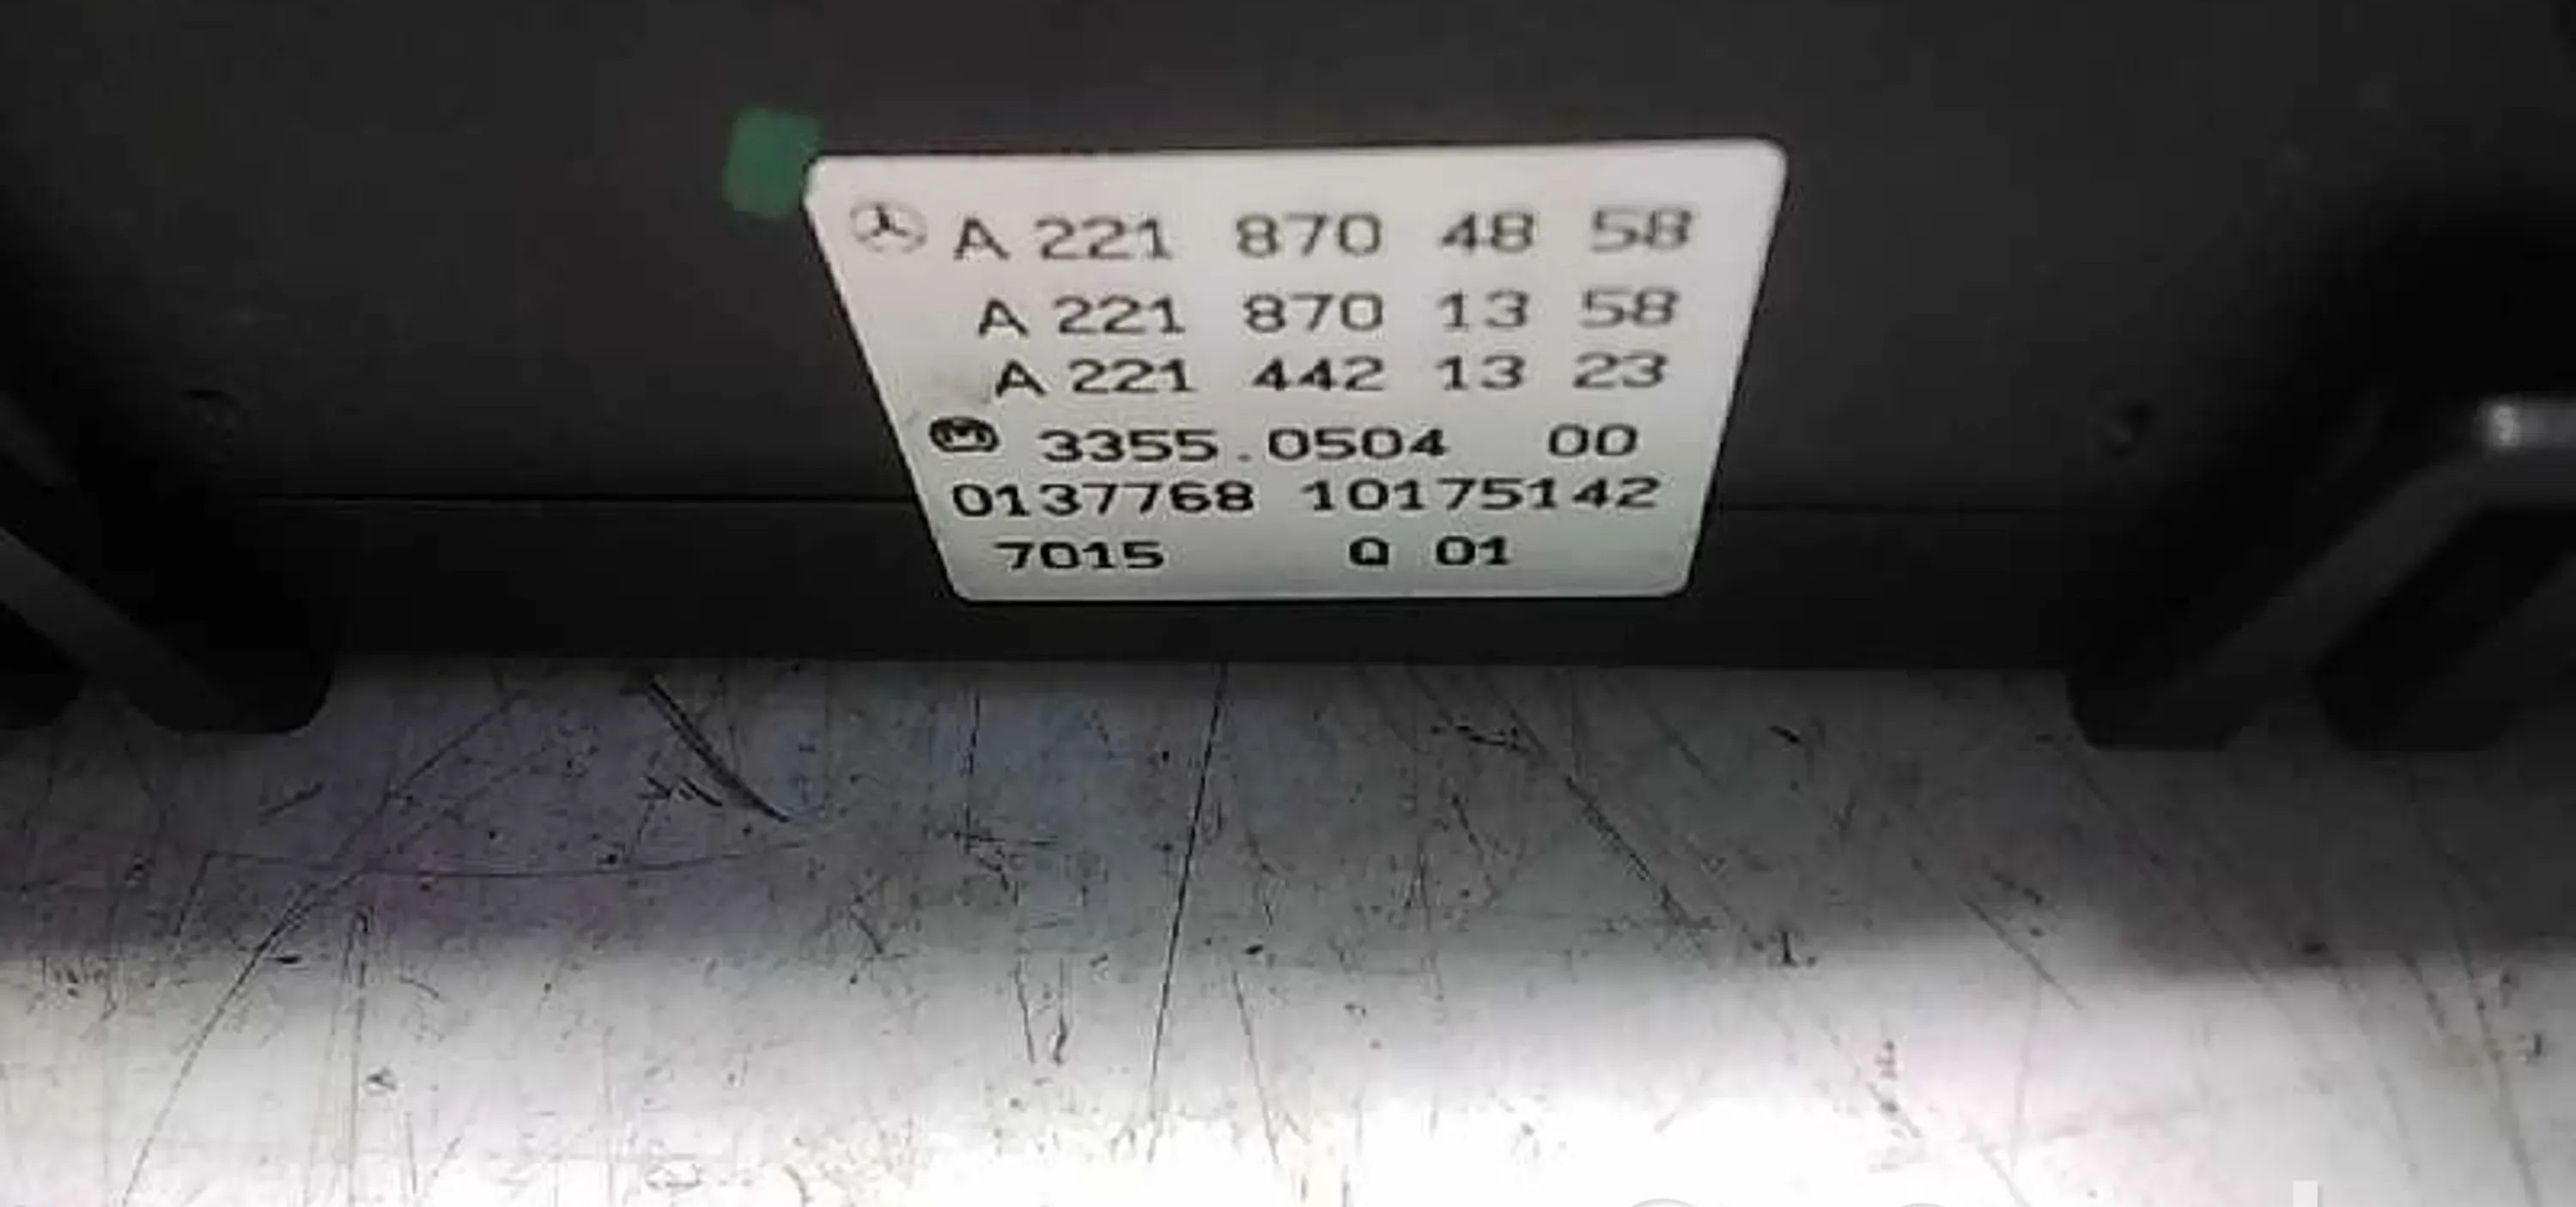 A 221 870 48 58
A 221 870 13 58
A 221 442 13 23
M 3355.0504 00
0137768 10175142
7015 Q 01